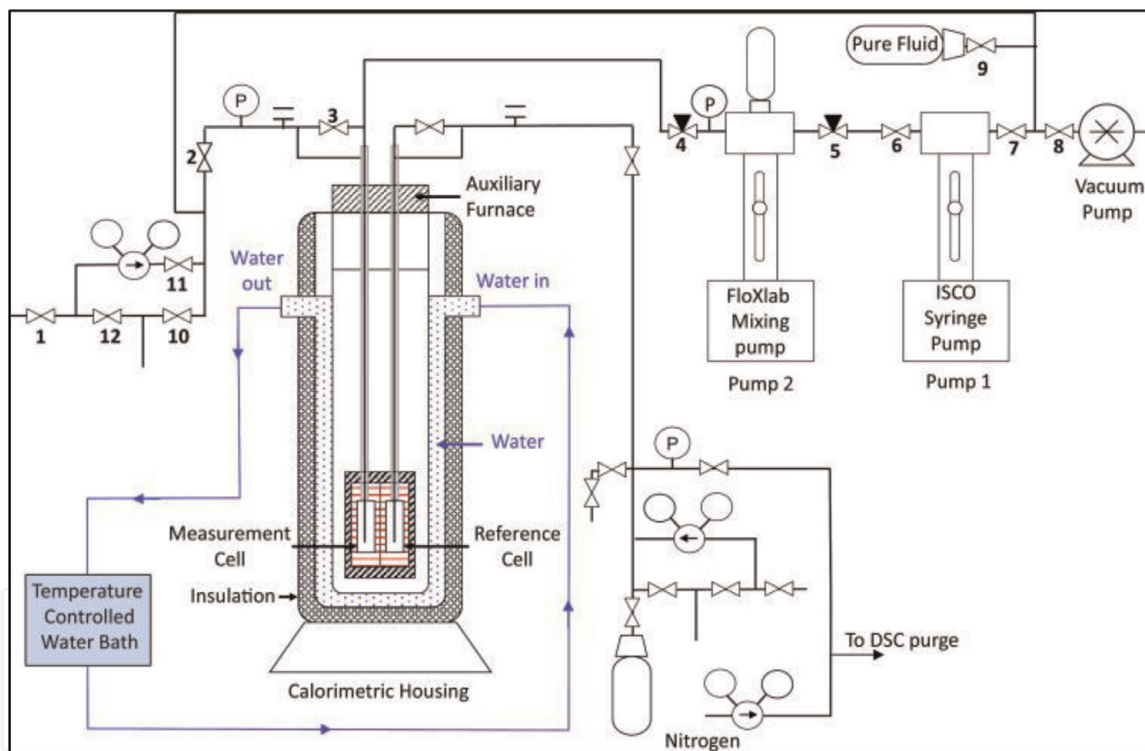 Pure Fluid
9
P
3
P
2
4
5
6
7
8
Vacuum
Pump
Auxiliary
Furnace
Water
out
Water in
11
1
12
10
FloXlab
Mixing
pump
Pump 2
ISCO
Syringe
Pump
Pump 1
Water
P
Measurement
Cell
Reference
Cell
Insulation
Temperature
Controlled
Water Bath
To DSC purge
Calorimetric Housing
Nitrogen